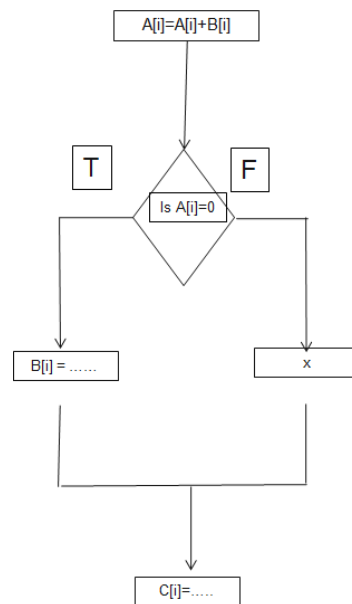 A[i]=A[i]+B[i]
T
F
Is A[i]=0
B[i] = ......
x
C[i]=.....